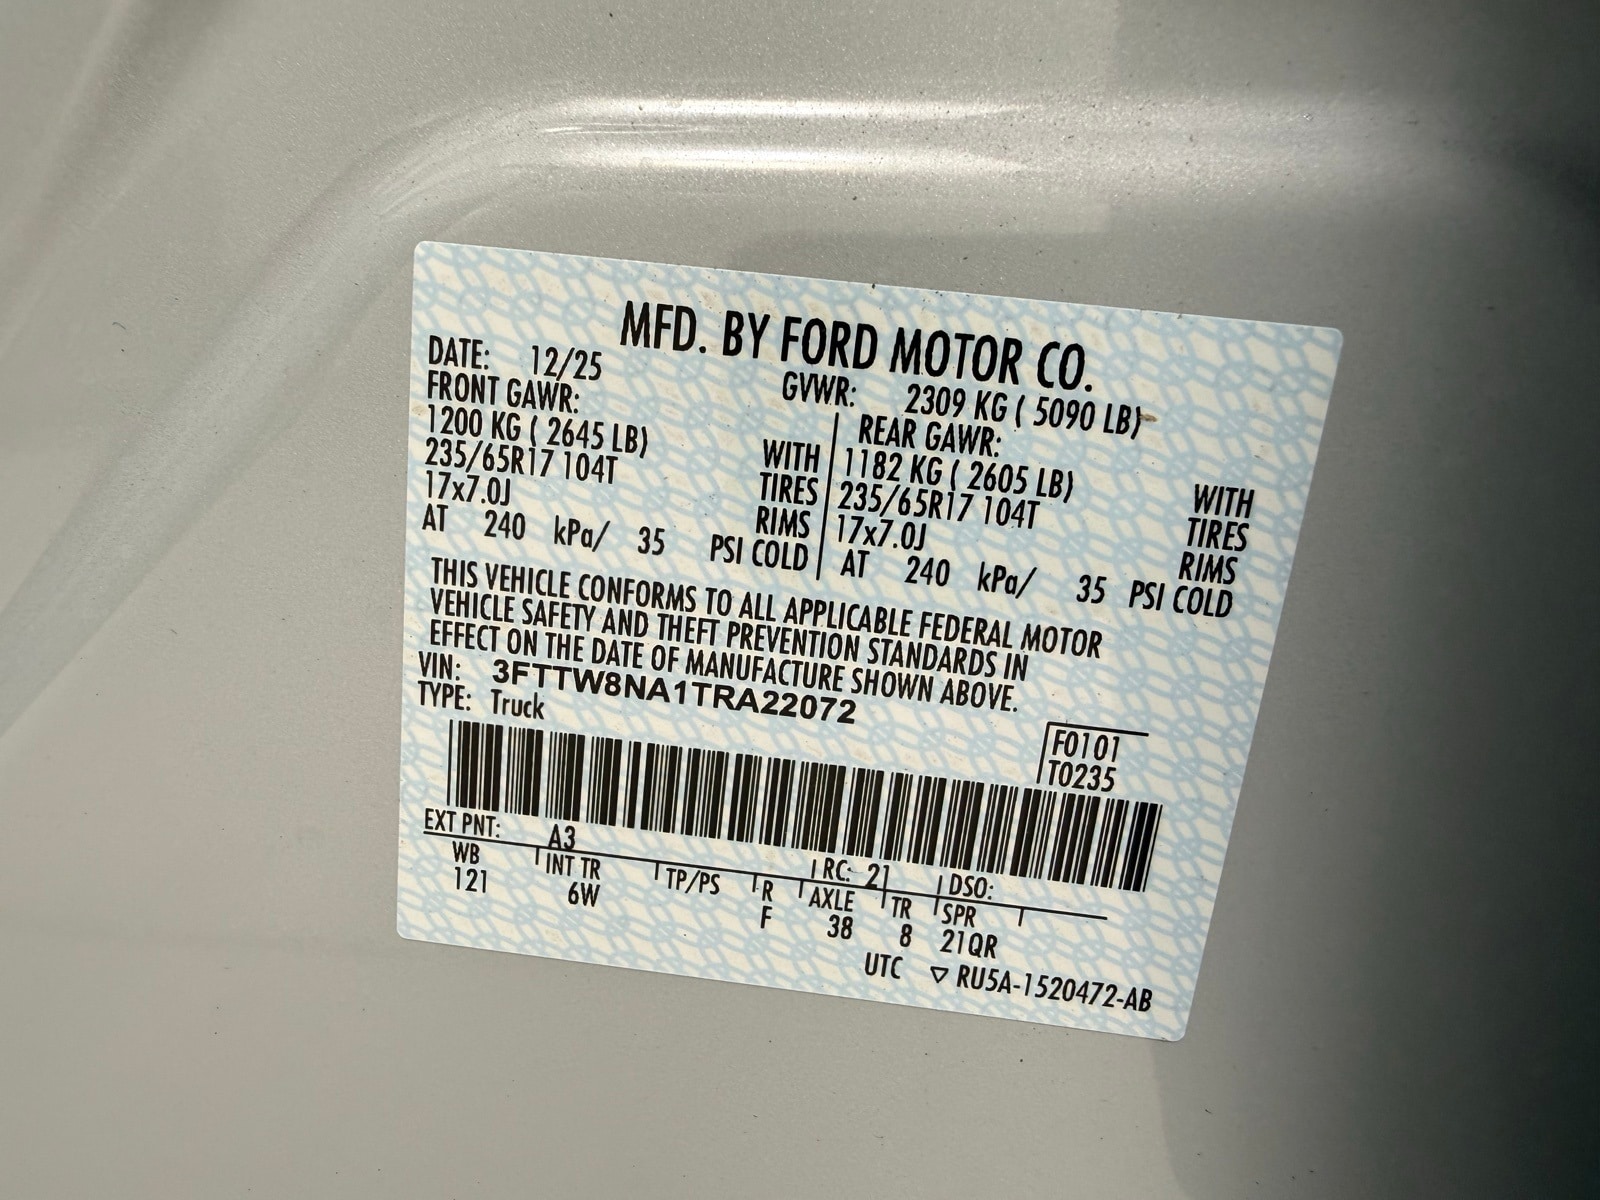 MFD. BY FORD MOTOR CO.
DATE: 12/25 GVWR: 2309 KG ( 5090 LB)
FRONT GAWR: REAR GAWR:
1200 KG ( 2645 LB) WITH 1182 KG ( 2605 LB) WITH
235/65R17 104T TIRES 235/65R17 104T TIRES
17x7.0J RIMS 17x7.0J RIMS
AT 240 kPa/ 35 PSI COLD AT 240 kPa/ 35 PSI COLD
THIS VEHICLE CONFORMS TO ALL APPLICABLE FEDERAL MOTOR
VEHICLE SAFETY AND THEFT PREVENTION STANDARDS IN
EFFECT ON THE DATE OF MANUFACTURE SHOWN ABOVE.
VIN: 3FTTW8NA1TRA22072
TYPE: Truck
F0101
T0235
EXT PNT: A3 RC: 21 DSO:
WB INT TR TP/PS R AXLE TR SPR
121 6W F 38 8 21QR
UTC ▽ RU5A-1520472-AB